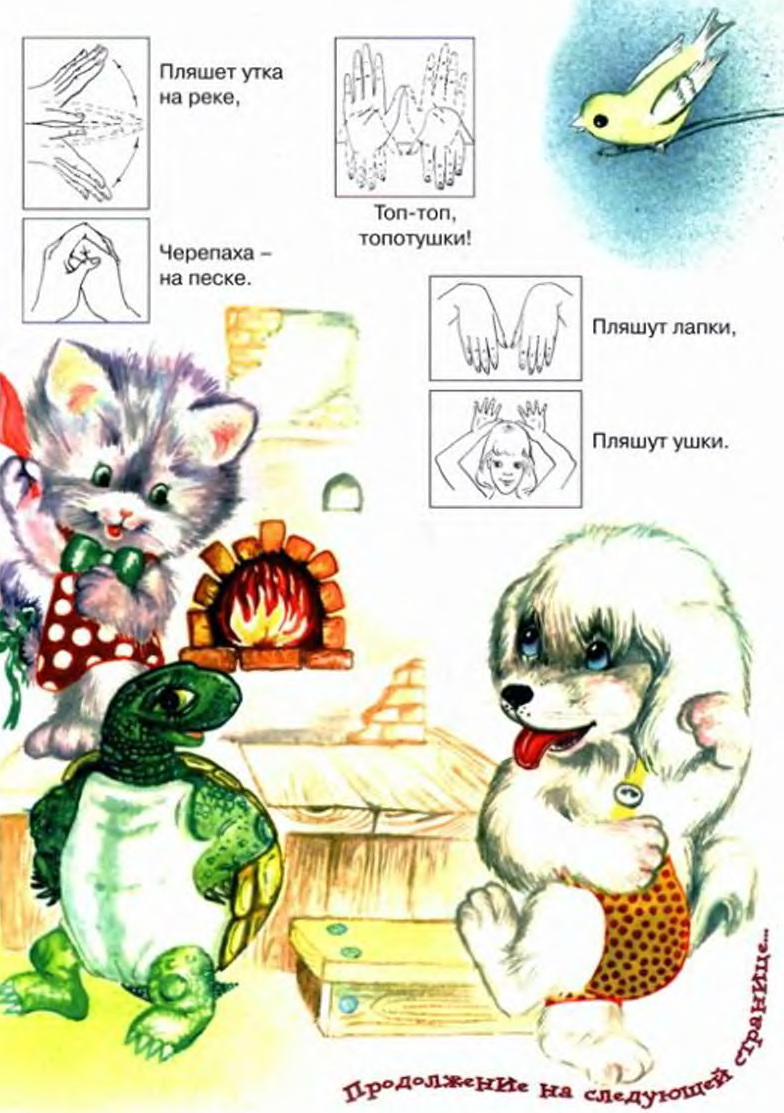 Пляшет утка
на реке,
Черепаха –
на песке.
Топ-топ,
топотушки!
Пляшут лапки,
Пляшут ушки.
Продолжение на следующей странице...